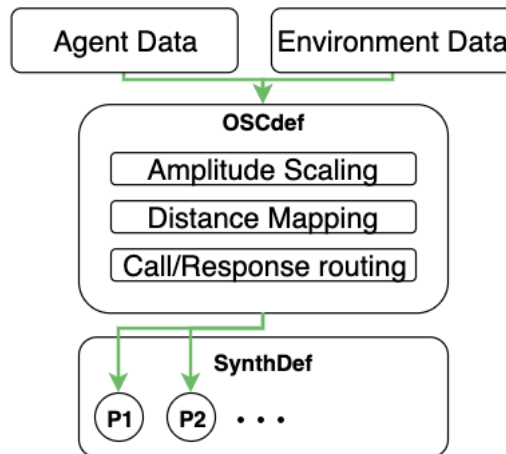 Agent Data
Environment Data
OSCdef
Amplitude Scaling
Distance Mapping
Call/Response routing
SynthDef
P1 P2 • • •